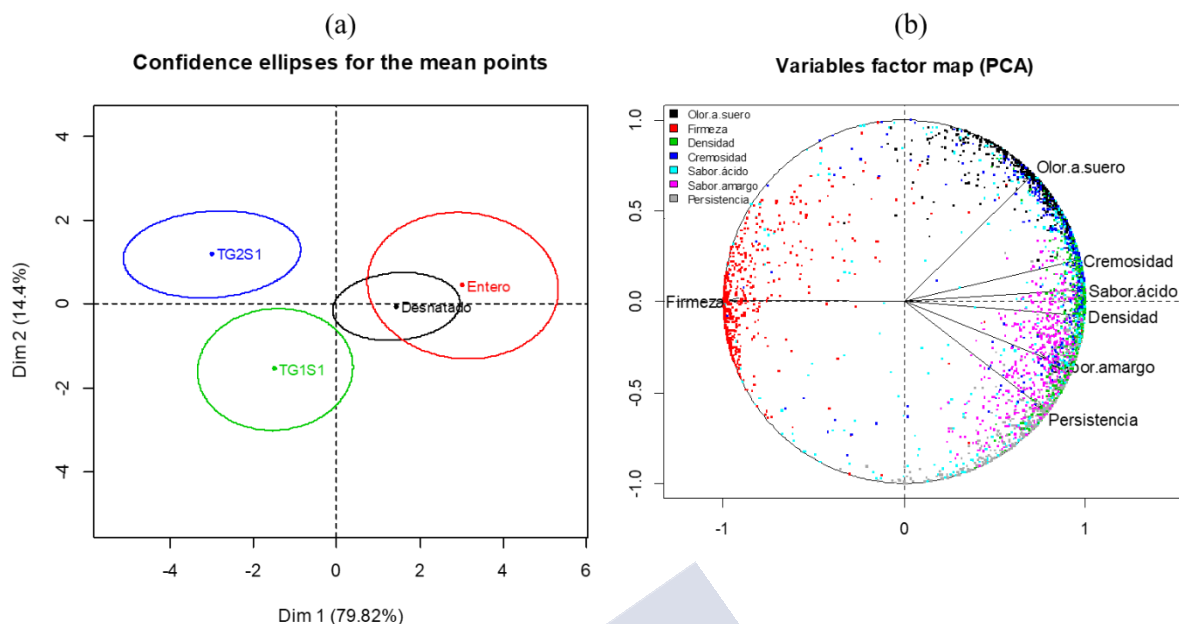 (a)
Confidence ellipses for the mean points
4
2
0
-2
-4
Dim 2 (14.4%)
TG2S1
Entero
Desnatado
TG1S1
-4
-2
0
2
4
6
Dim 1 (79.82%)
(b)
Variables factor map (PCA)
1.0
0.5
0.0
-0.5
-1.0
Olor.a.suero
Firmeza
Densidad
Cremosidad
Sabor.ácido
Sabor.amargo
Persistencia
Olor.a.suero
Cremosidad
Sabor.ácido
Firmeza
Densidad
Sabor.amargo
Persistencia
-1
0
1